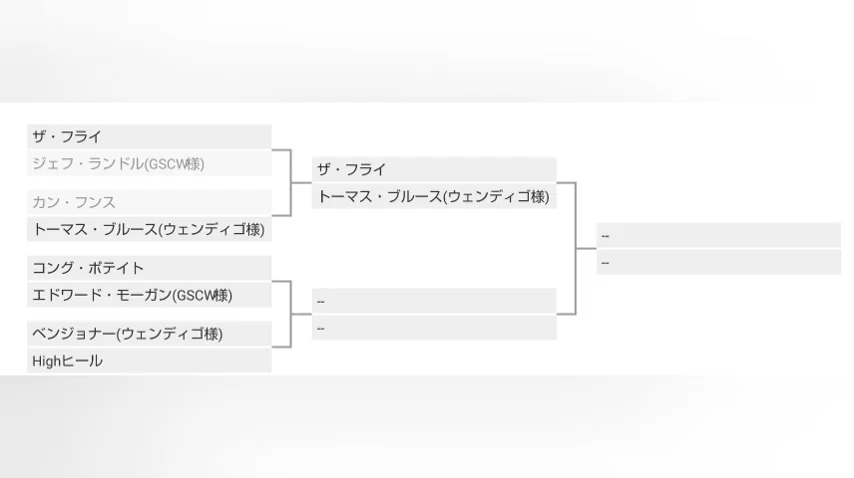 ザ・フライ
ジェフ・ランドル(GSCW様)
カン・フンス
トーマス・ブルース(ウェンディゴ様)
コング・ポテイト
エドワード・モーガン(GSCW様)
ベンジョナー(ウェンディゴ様)
Highヒール
ザ・フライ
トーマス・ブルース(ウェンディゴ様)
--
--
--
--